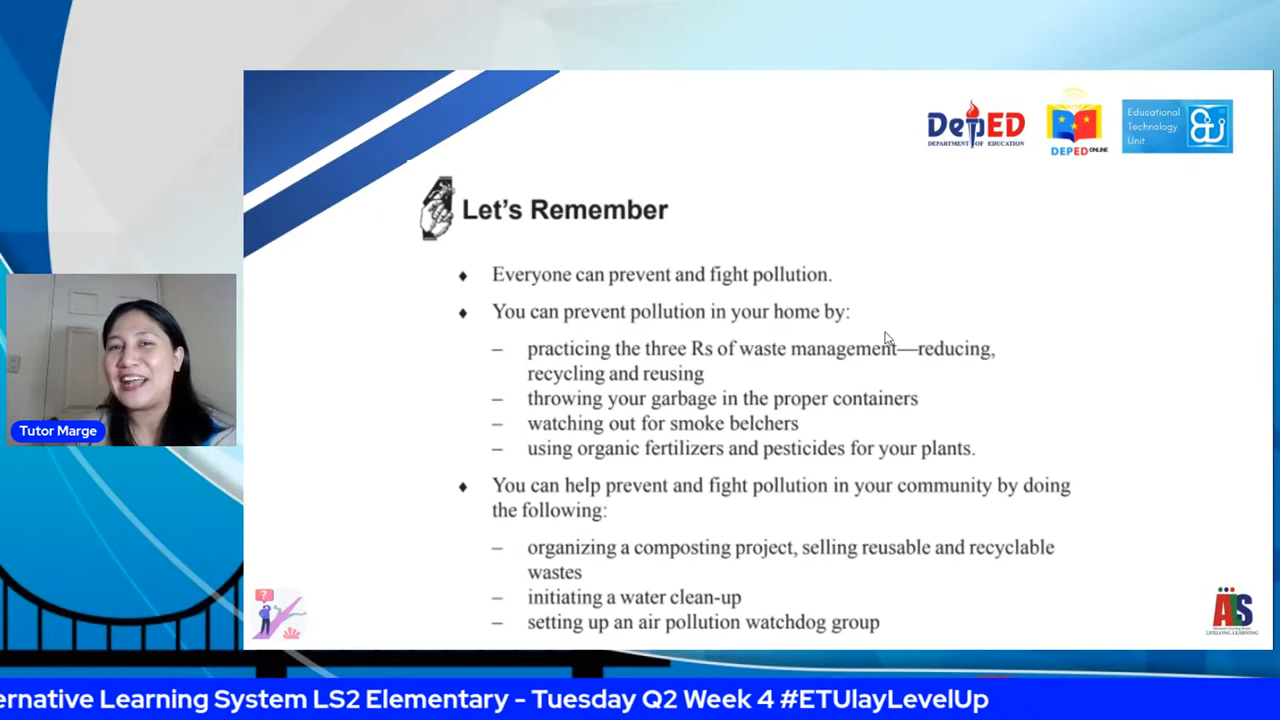 DepED
DEPARTMENT OF EDUCATION
DEPED ONLINE
Educational
Technology
Unit
Let's Remember
♦ Everyone can prevent and fight pollution.
♦ You can prevent pollution in your home by:
– practicing the three Rs of waste management—reducing,
recycling and reusing
– throwing your garbage in the proper containers
– watching out for smoke belchers
– using organic fertilizers and pesticides for your plants.
♦ You can help prevent and fight pollution in your community by doing
the following:
– organizing a composting project, selling reusable and recyclable
wastes
– initiating a water clean-up
– setting up an air pollution watchdog group
Tutor Marge
?
ALS
LIFELONG LEARNING
ernative Learning System LS2 Elementary - Tuesday Q2 Week 4 #ETUlayLevelUp